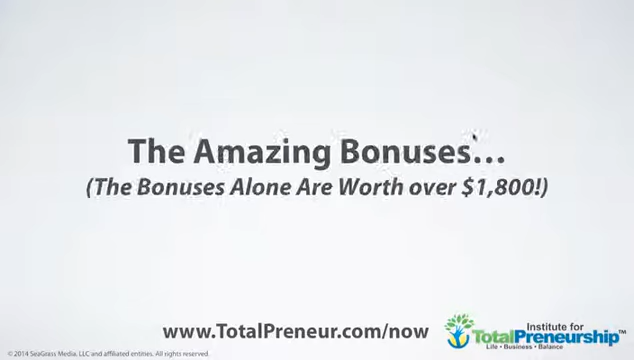 The Amazing Bonuses…
(The Bonuses Alone Are Worth over $1,800!)
www.TotalPreneur.com/now
Institute for
TotalPreneurship™
Life • Business • Balance
© 2014 SeaGrass Media, LLC and affiliated entities. All rights reserved.